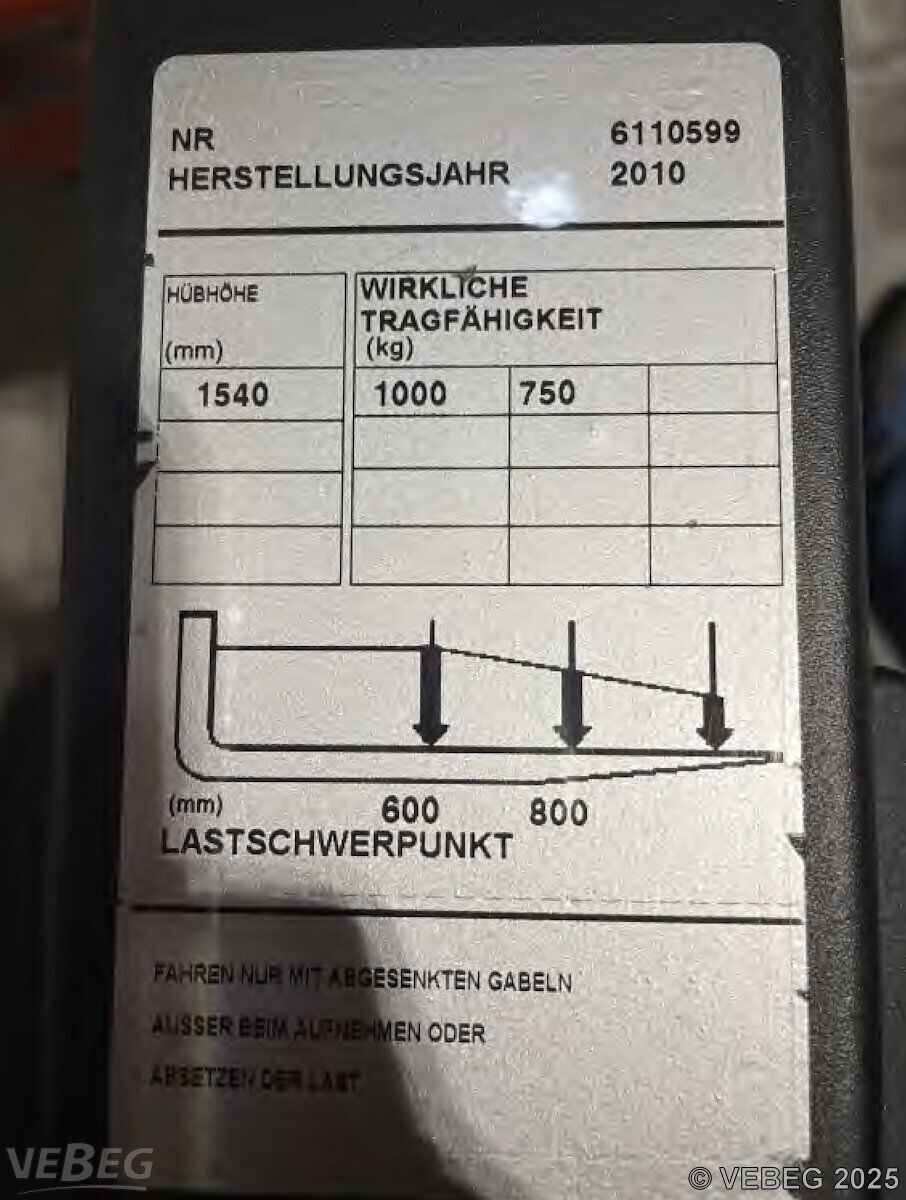 NR 6110599
HERSTELLUNGSJAHR 2010
HÜBHÖHE
(mm)
WIRKLICHE
TRAGFÄHIGKEIT
(kg)
1540 1000 750
(mm) 600 800
LASTSCHWERPUNKT
FAHREN NUR MIT ABGESENKTEN GABELN
AUSSER BEIM AUFNEHMEN ODER
ABSETZEN DER LAST
VEBEG
© VEBEG 2025